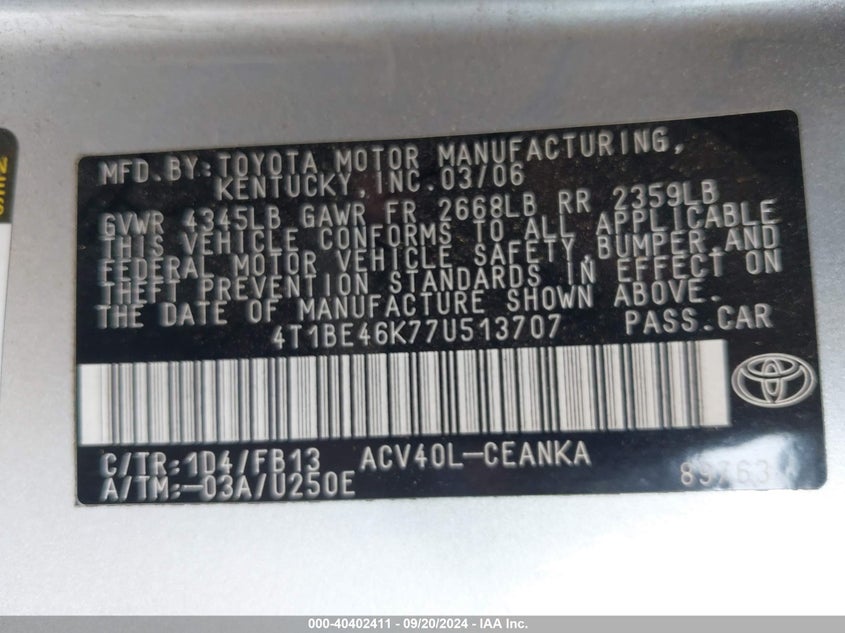 MFD. BY: TOYOTA MOTOR MANUFACTURING,
KENTUCKY, INC. 03/06
GVWR 4345LB GAWR FR 2668LB RR 2359LB
THIS VEHICLE CONFORMS TO ALL APPLICABLE
FEDERAL MOTOR VEHICLE SAFETY, BUMPER AND
THEFT PREVENTION STANDARDS IN EFFECT ON
THE DATE OF MANUFACTURE SHOWN ABOVE.
4T1BE46K77U513707 PASS.CAR
C/TR:1D4/FB13 ACV40L-CEANKA
A/TM:-03A/U250E 89763
000-40402411 - 09/20/2024 - IAA Inc.